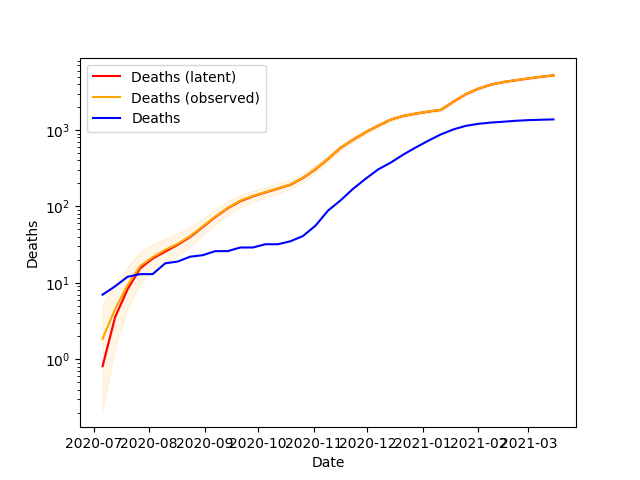 Deaths (latent)
Deaths (observed)
Deaths
10^3
10^2
10^1
10^0
Deaths
2020-07 2020-08 2020-09 2020-10 2020-11 2020-12 2021-01 2021-02 2021-03
Date